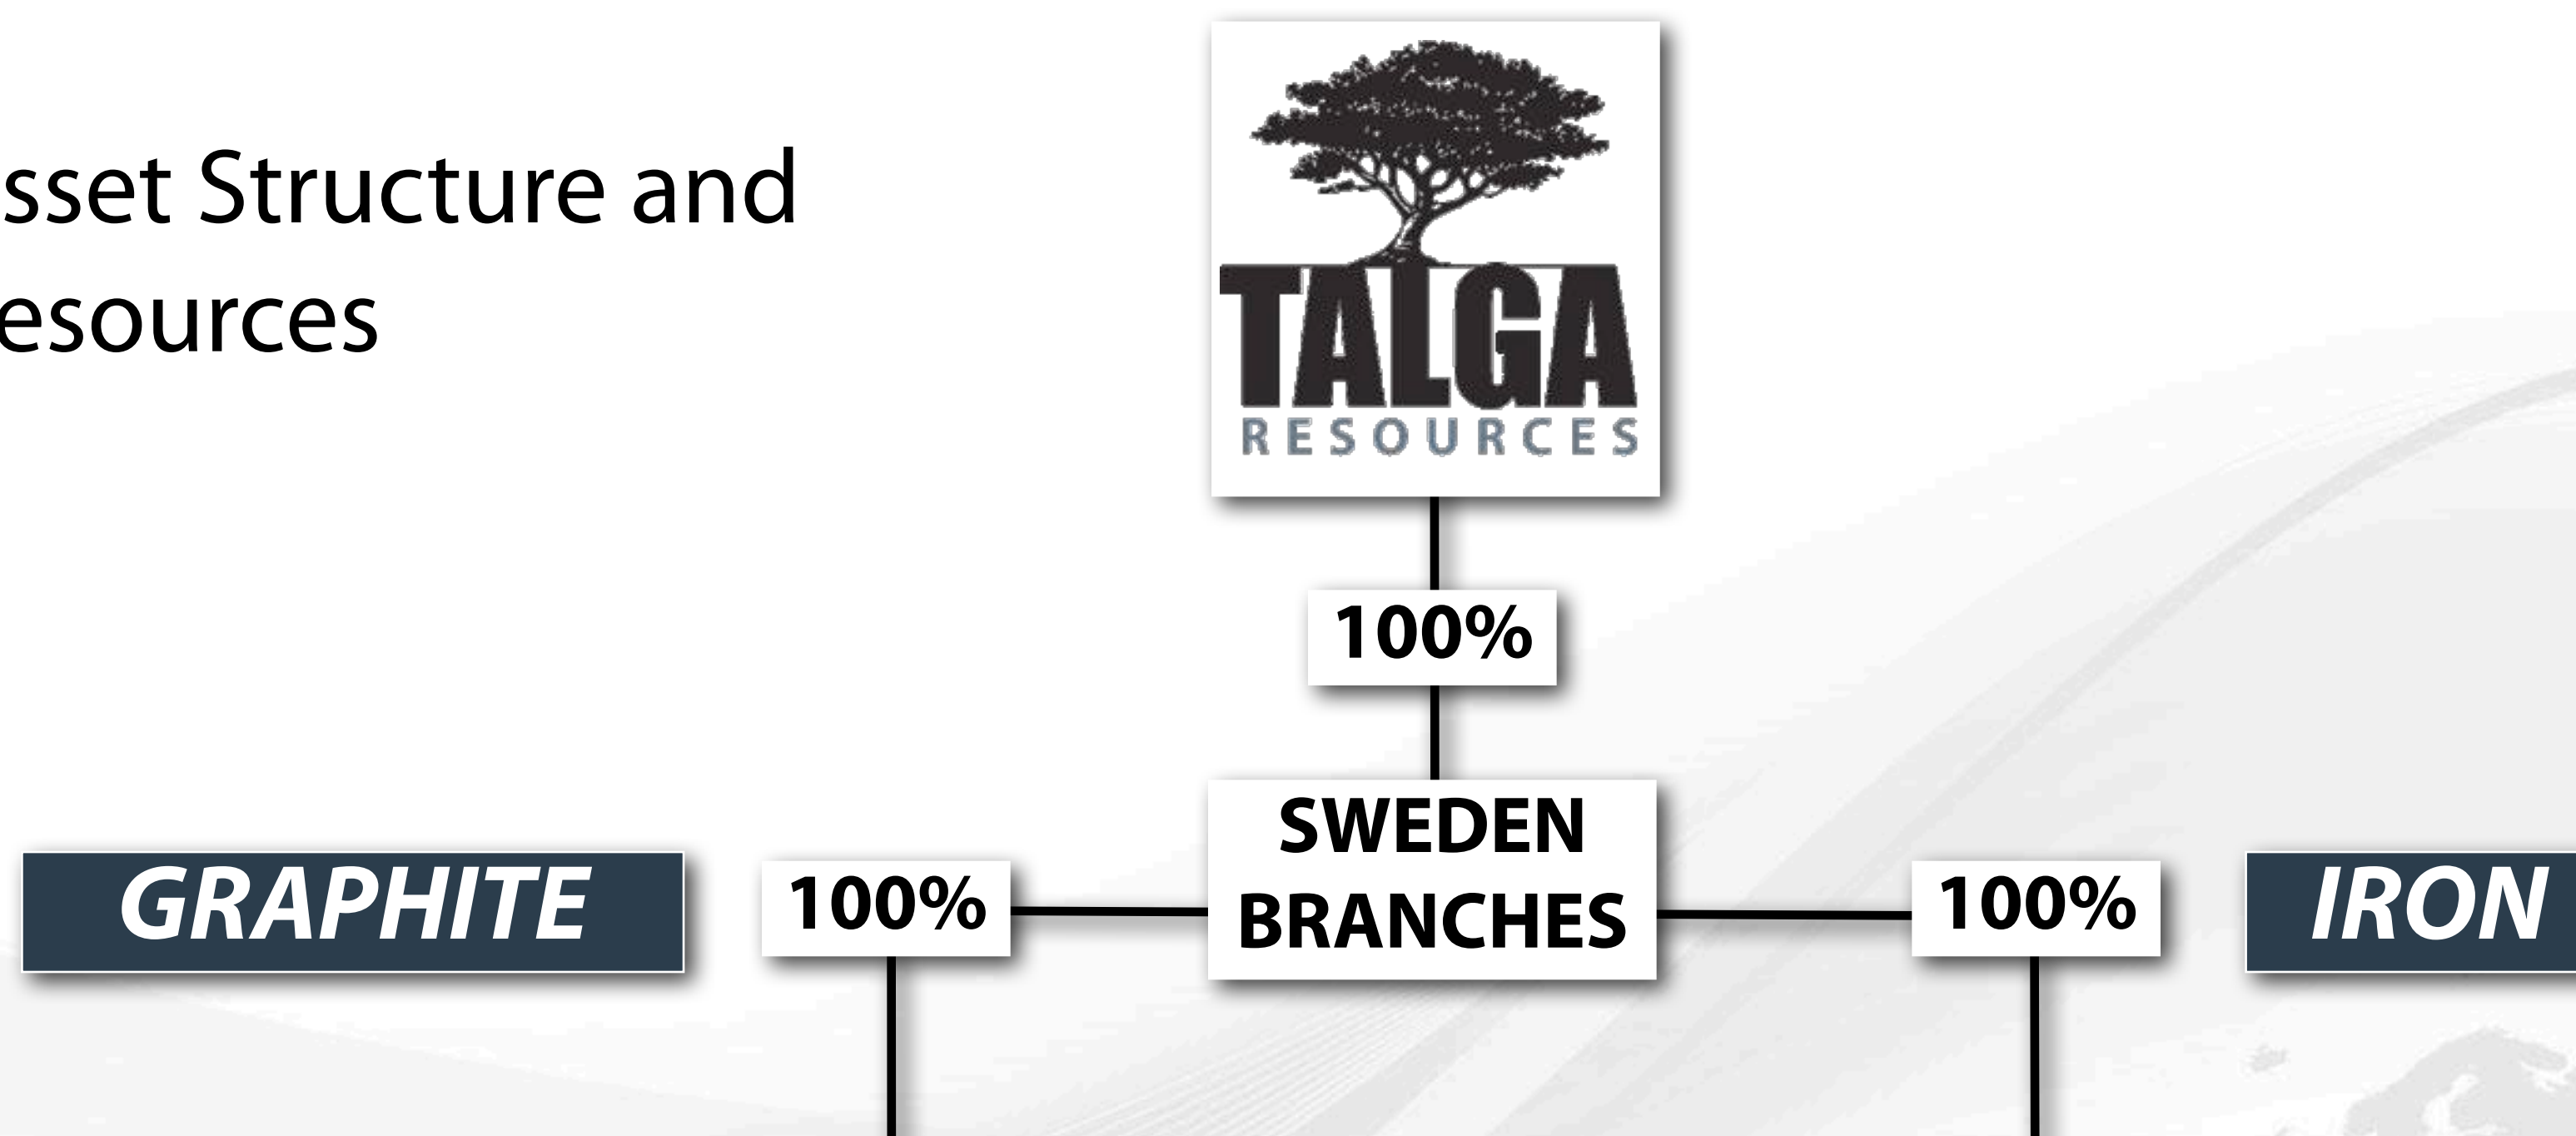 sset Structure and
esources
TALGA
RESOURCES
100%
SWEDEN
BRANCHES
GRAPHITE
100%
100%
IRON